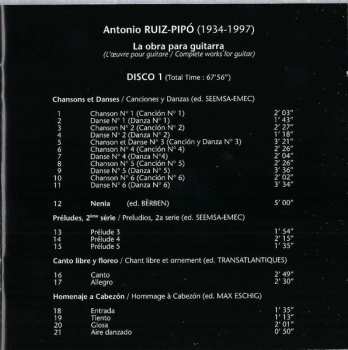 Antonio RUIZ-PIPÓ (1934-1997)
La obra para guitarra
(L'œuvre pour guitare / Complete works for guitar)
DISCO 1 (Total Time : 67'56")
Chansons et Danses / Canciones y Danzas (ed. SEEMSA-EMEC)
1 Chanson N° 1 (Canción N° 1) 2' 03"
2 Danse N° 1 (Danza N° 1) 1' 43"
3 Chanson N° 2 (Canción N° 2) 2' 27"
4 Danse N° 2 (Danza N° 2) 1' 18"
5 Chanson et Danse N° 3 (Canción y Danza N° 3) 3' 21"
6 Chanson N° 4 (Canción N° 4) 2' 26"
7 Danse N° 4 (Danza N°4) 2' 04"
8 Chanson N° 5 (Canción N° 5) 2' 26"
9 Danse N° 5 (Danza N° 5) 3' 36"
10 Chanson N° 6 (Canción N° 6) 2' 02"
11 Danse N° 6 (Danza N° 6) 3' 34"
12 Nenia (ed. BÈRBEN) 5' 00"
Préludes, 2ème série / Preludios, 2a serie (ed. SEEMSA-EMEC)
13 Prélude 3 1' 54"
14 Prélude 4 2' 15"
15 Prélude 5 1' 35"
Canto libre y floreo / Chant libre et ornement (ed. TRANSATLANTIQUES)
16 Canto 2' 49"
17 Allegro 2' 30"
Homenaje a Cabezón / Hommage à Cabezón (ed. MAX ESCHIG)
18 Entrada 1' 35"
19 Tiento 1' 13"
20 Glosa 2' 01"
21 Aire danzado 0' 50"